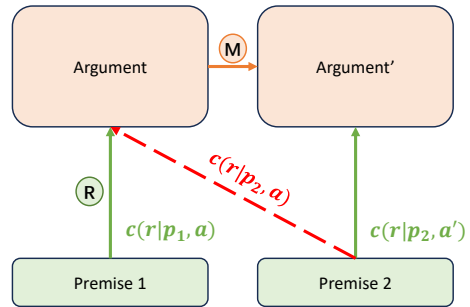 Argument
M
Argument'
R
c(r|p₂, a)
c(r|p₁, a)
c(r|p₂, a')
Premise 1
Premise 2